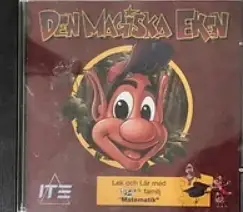 DEN MAGISKA EKEN
Lek och Lär med
familj
"Matematik"
ITE